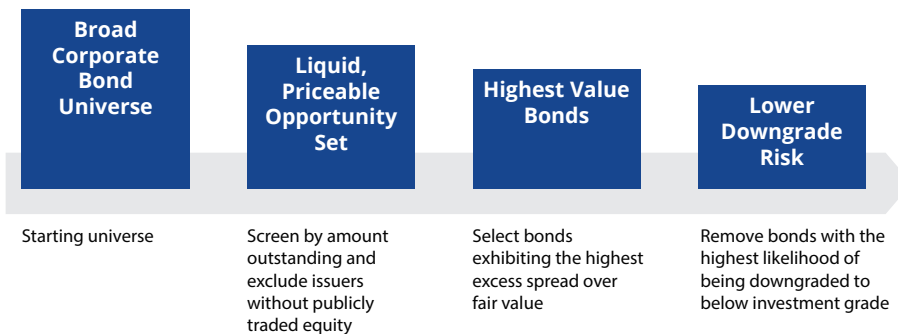 Broad
Corporate
Bond
Universe
Liquid,
Priceable
Opportunity
Set
Highest Value
Bonds
Lower
Downgrade
Risk
Starting universe
Screen by amount
outstanding and
exclude issuers
without publicly
traded equity
Select bonds
exhibiting the highest
excess spread over
fair value
Remove bonds with the
highest likelihood of
being downgraded to
below investment grade